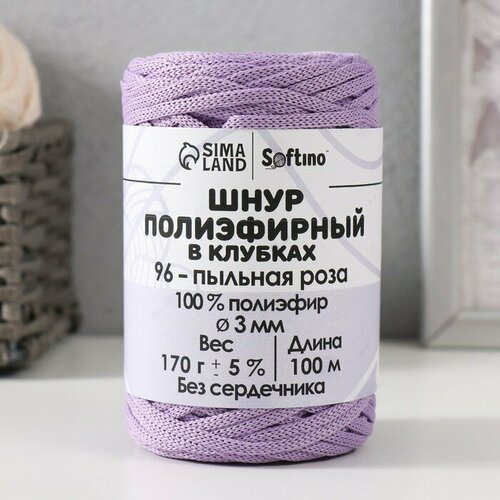 SIMA LAND Softino™
ШНУР
ПОЛИЭФИРНЫЙ
В КЛУБКАХ
96 – пыльная роза
100 % полиэфир
ø 3 мм
Вес Длина
170 г ± 5 % 100 м
Без сердечника